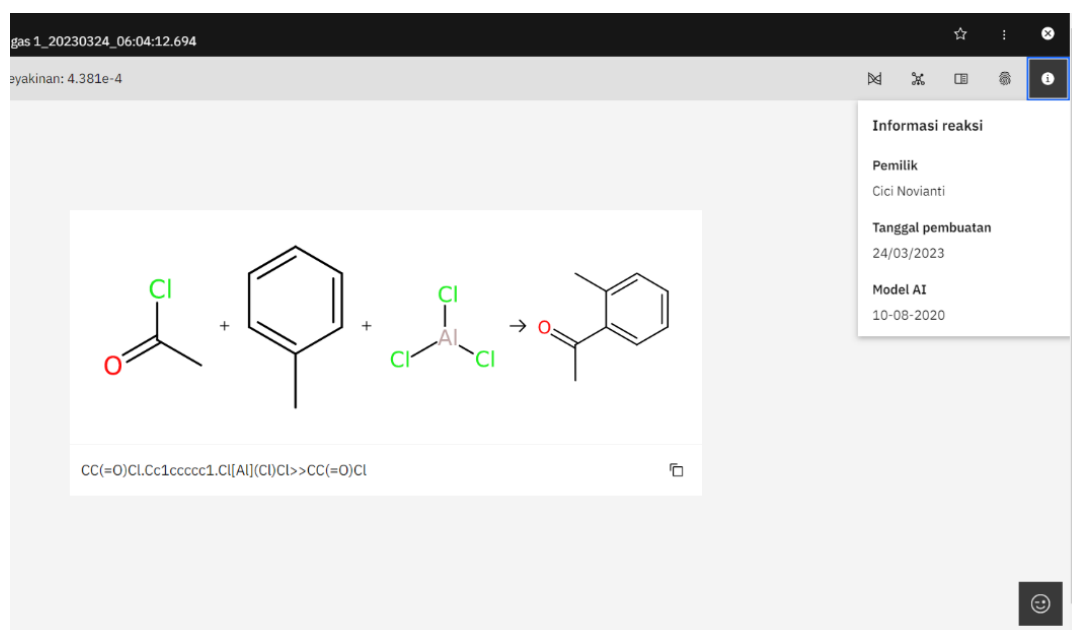 gas 1_20230324_06:04:12.694
eyakinan: 4.381e-4
Informasi reaksi
Pemilik
Cici Novianti
Tanggal pembuatan
24/03/2023
Model AI
10-08-2020
Cl
O
+
+
Cl
Al
Cl
Cl
→
O
CC(=O)Cl.Cc1ccccc1.Cl[Al](Cl)Cl>>CC(=O)Cl